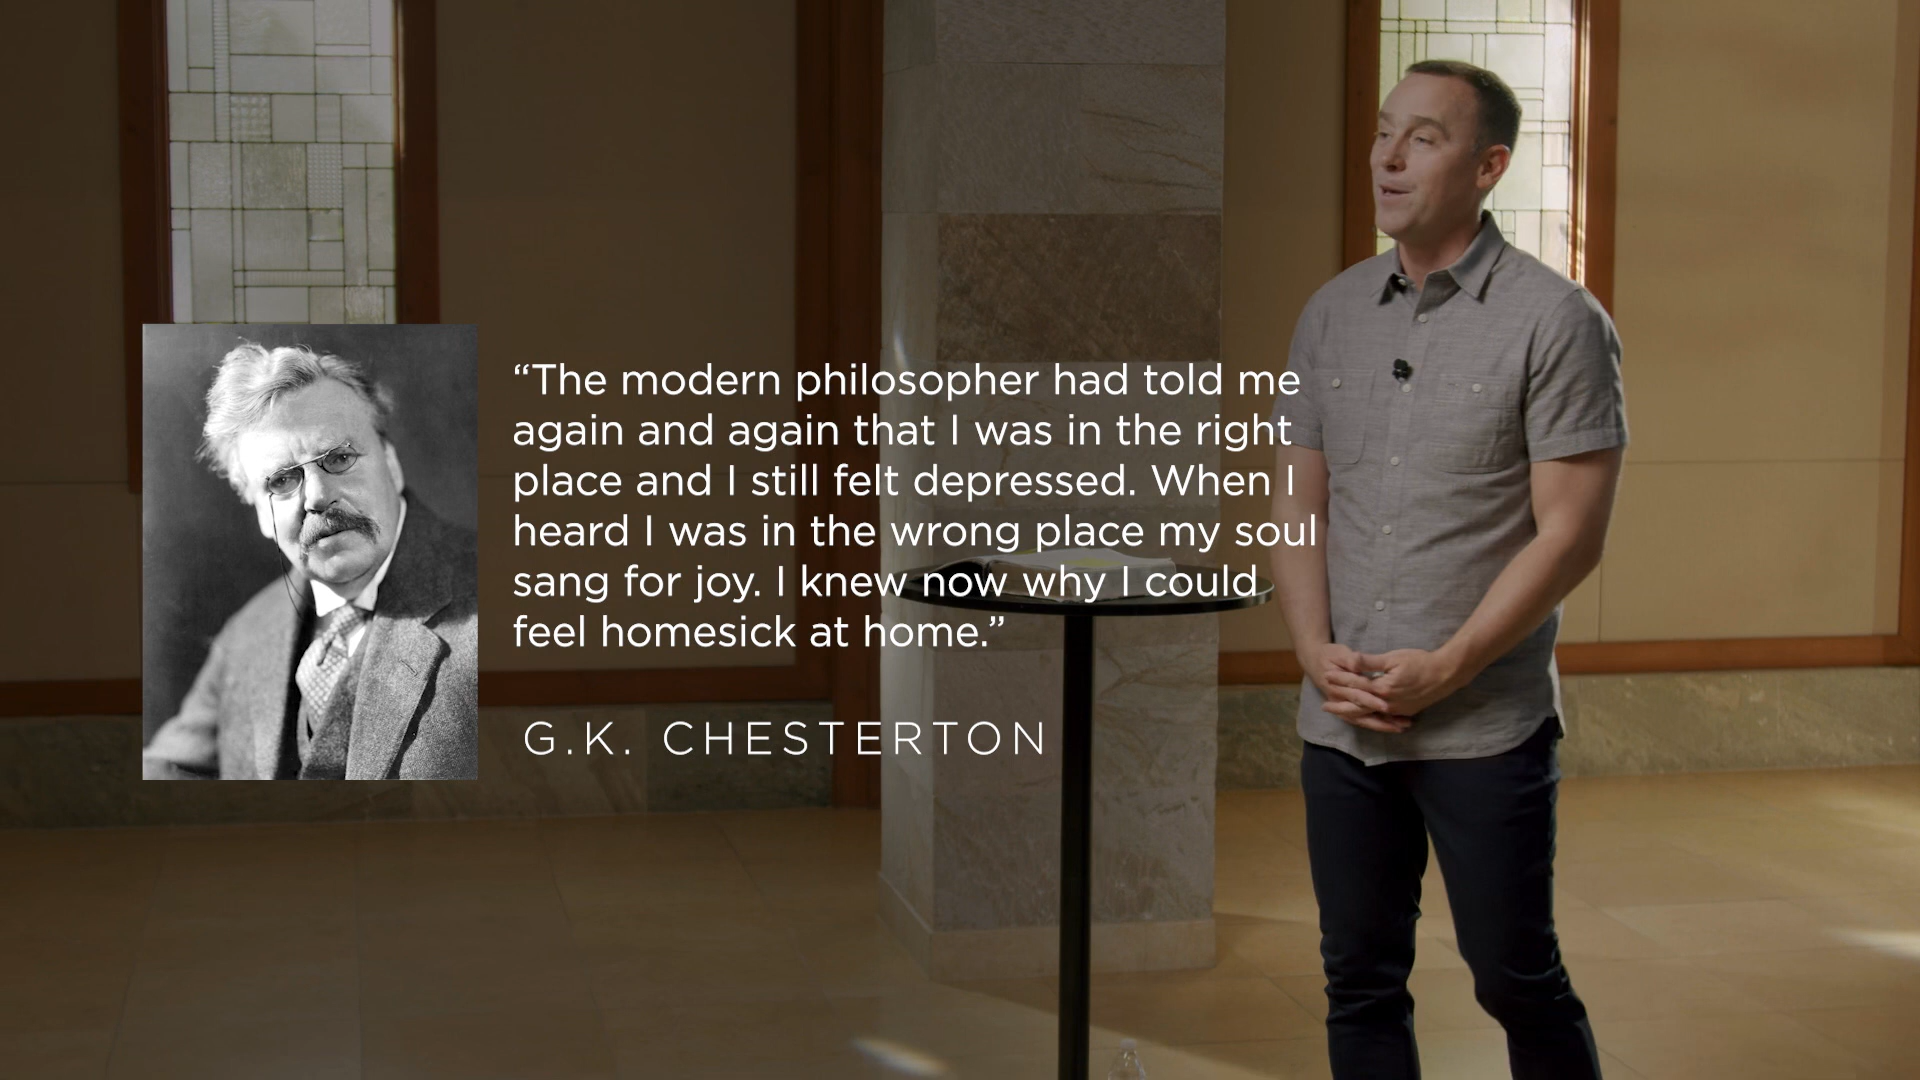 “The modern philosopher had told me
again and again that I was in the right
place and I still felt depressed. When I
heard I was in the wrong place my soul
sang for joy. I knew now why I could
feel homesick at home.”
G.K. CHESTERTON